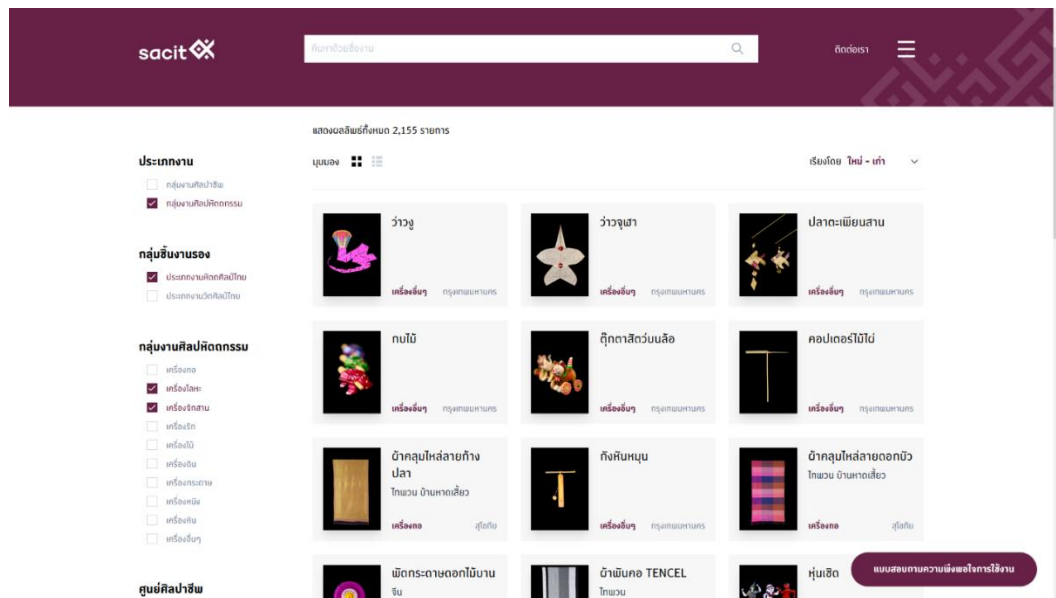 sacit
ค้นหาด้วยชื่องาน
ติดต่อเรา
แสดงผลลัพธ์ทั้งหมด 2,155 รายการ
มุมมอง
เรียงโดย ใหม่ - เก่า
ประเภทงาน
กลุ่มงานศิลปาชีพ
กลุ่มงานศิลปหัตถกรรม
กลุ่มชิ้นงานรอง
ประเภทงานหัตถศิลป์ไทย
ประเภทงานวิถีศิลป์ไทย
กลุ่มงานศิลปหัตถกรรม
เครื่องทอ
เครื่องโลหะ
เครื่องจักสาน
เครื่องรัก
เครื่องไม้
เครื่องดิน
เครื่องกระดาษ
เครื่องหนัง
เครื่องหิน
เครื่องอื่นๆ
ศูนย์ศิลปาชีพ
ว่าวงู
เครื่องอื่นๆ กรุงเทพมหานคร
ว่าวจุฬา
เครื่องอื่นๆ กรุงเทพมหานคร
ปลาตะเพียนสาน
เครื่องอื่นๆ กรุงเทพมหานคร
กบไม้
เครื่องอื่นๆ กรุงเทพมหานคร
ตุ๊กตาสัตว์บนล้อ
เครื่องอื่นๆ กรุงเทพมหานคร
คอปเตอร์ไม้ไผ่
เครื่องอื่นๆ กรุงเทพมหานคร
ผ้าคลุมไหล่ลายก้าง
ปลา
ไทพวน บ้านหาดเสี้ยว
เครื่องทอ สุโขทัย
กังหันหมุน
เครื่องอื่นๆ กรุงเทพมหานคร
ผ้าคลุมไหล่ลายดอกบัว
ไทพวน บ้านหาดเสี้ยว
เครื่องทอ สุโขทัย
พัดกระดาษดอกไม้บาน
จีน
ผ้าพันคอ TENCEL
ไทพวน
หุ่นเชิด
แบบสอบถามความพึงพอใจการใช้งาน